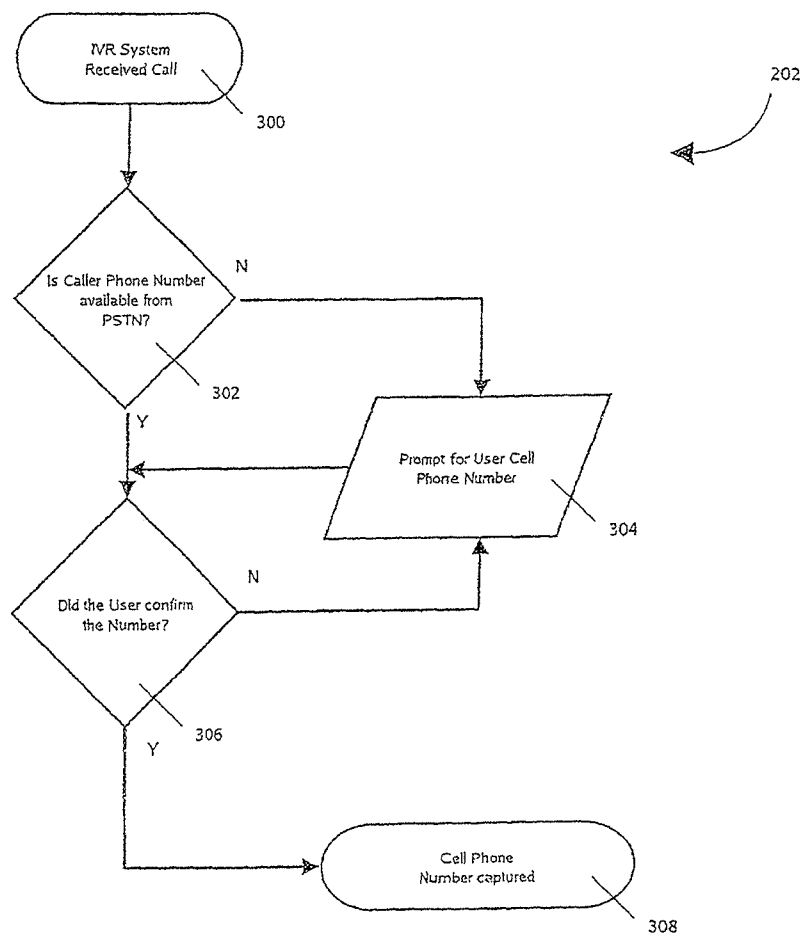 IVR System
Received Call
300
202
Is Caller Phone Number
available from
PSTN?
302
N
Y
Prompt for User Cell
Phone Number
304
Did the User confirm
the Number?
306
N
Y
Cell Phone
Number captured
308